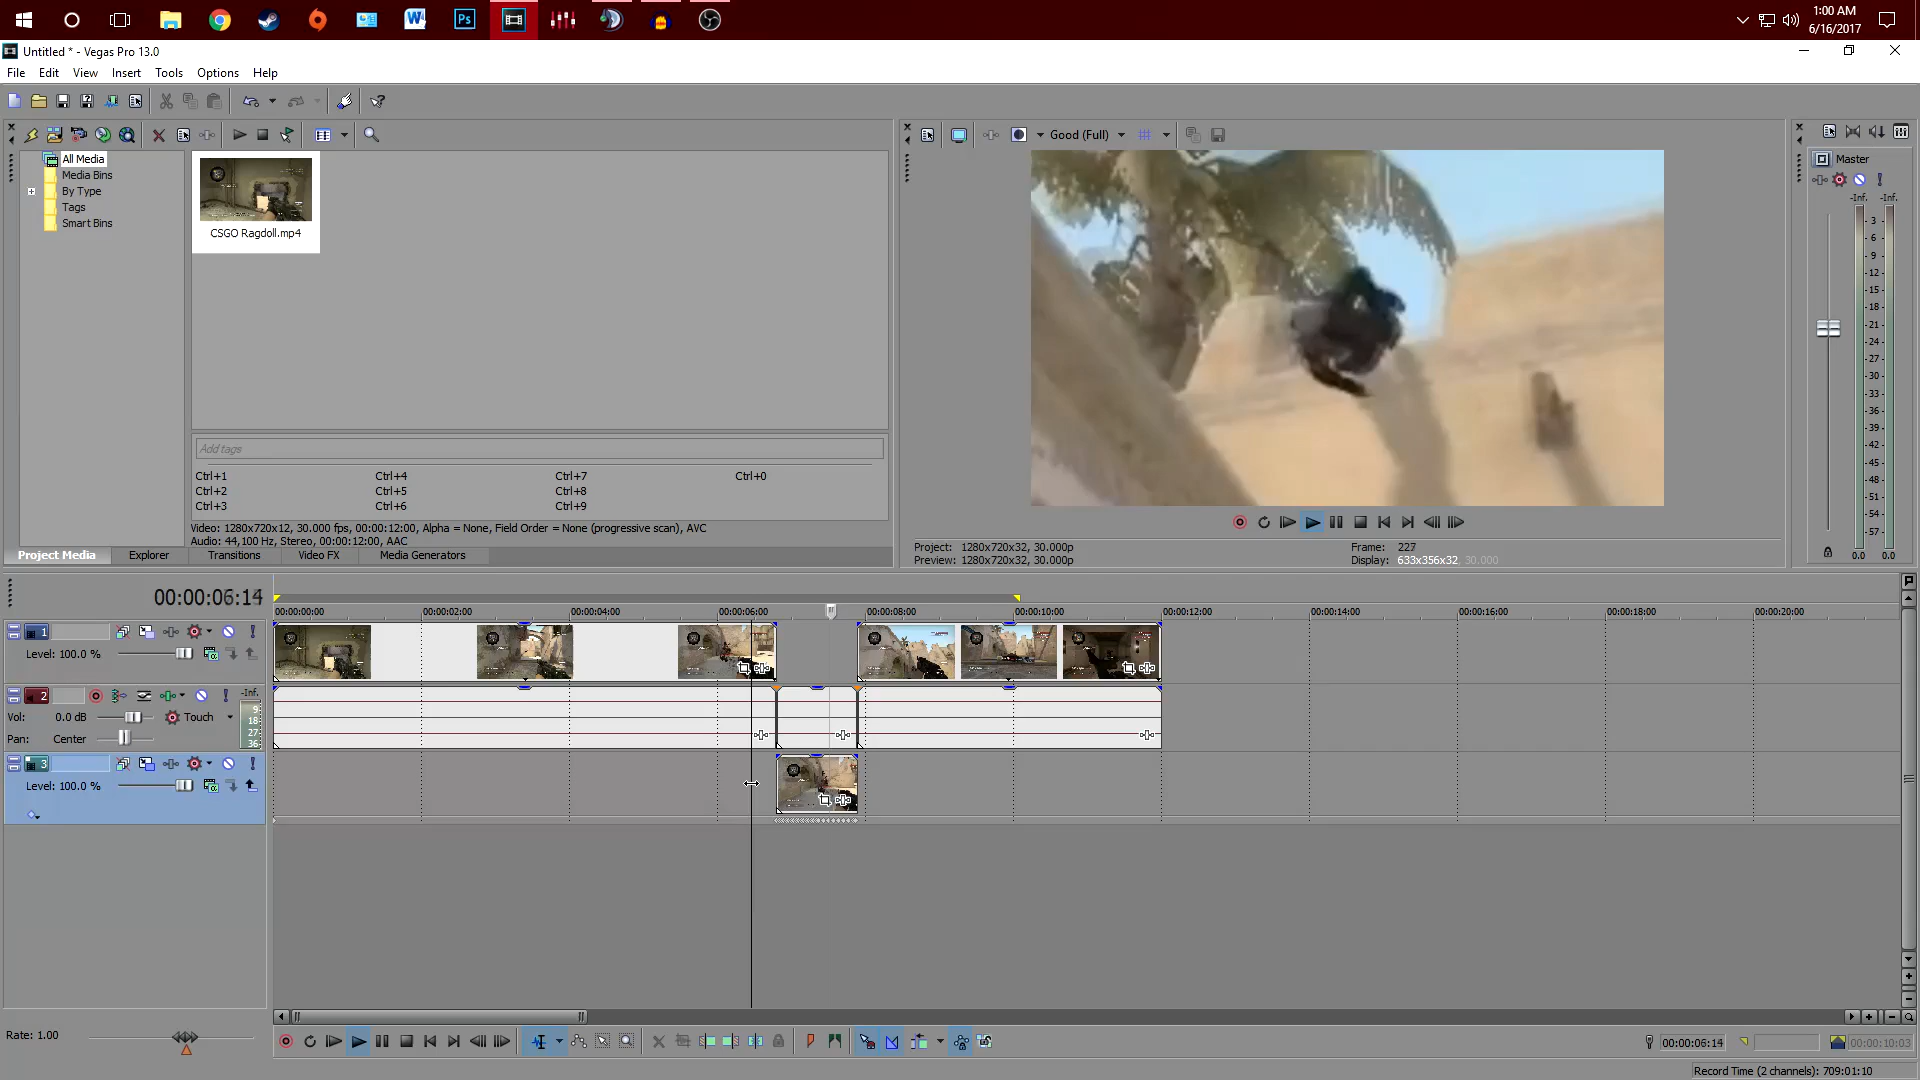 1:00 AM
6/16/2017
Untitled * - Vegas Pro 13.0
File Edit View Insert Tools Options Help
Good (Full)
All Media
Media Bins
By Type
Tags
Smart Bins
CSGO Ragdoll.mp4
Master
-Inf. -Inf.
3
6
9
12
15
18
21
24
27
30
33
36
39
42
45
48
51
54
57
0.0 0.0
Add tags
Ctrl+1 Ctrl+4 Ctrl+7 Ctrl+0
Ctrl+2 Ctrl+5 Ctrl+8
Ctrl+3 Ctrl+6 Ctrl+9
Video: 1280x720x12, 30.000 fps, 00:00:12:00, Alpha = None, Field Order = None (progressive scan), AVC
Audio: 44,100 Hz, Stereo, 00:00:12:00, AAC
Project Media Explorer Transitions Video FX Media Generators
Project: 1280x720x32, 30.000p Frame: 227
Preview: 1280x720x32, 30.000p Display: 633x356x32, 30.000
00:00:06:14
00:00:00:00 00:00:02:00 00:00:04:00 00:00:06:00 00:00:08:00 00:00:10:00 00:00:12:00 00:00:14:00 00:00:16:00 00:00:18:00 00:00:20:00
1
Level: 100.0 %
2
-Inf.
9
18
27
36
Vol: 0.0 dB Touch
Pan: Center
3
Level: 100.0 %
Rate: 1.00
00:00:06:14 00:00:10:03
Record Time (2 channels): 709:01:10